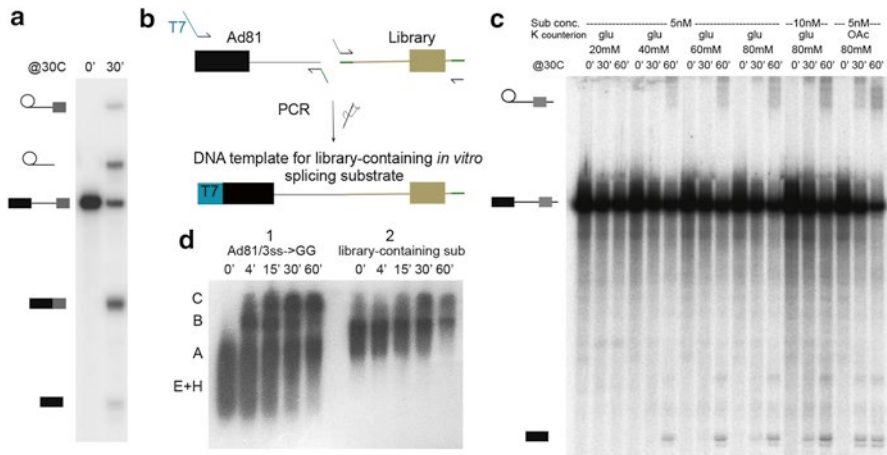 a
@30C 0' 30'
b
T7
Ad81
Library
PCR
DNA template for library-containing in vitro
splicing substrate
T7
c
Sub conc. 5nM 10nM 5nM
K counterion glu glu glu glu glu OAc
20mM 40mM 60mM 80mM 80mM 80mM
@30C 0' 30' 60' 0' 30' 60' 0' 30' 60' 0' 30' 60' 0' 30' 60' 0' 30' 60'
d
1 2
Ad81/3ss->GG library-containing sub
0' 4' 15' 30' 60' 0' 4' 15' 30' 60'
C
B
A
E+H